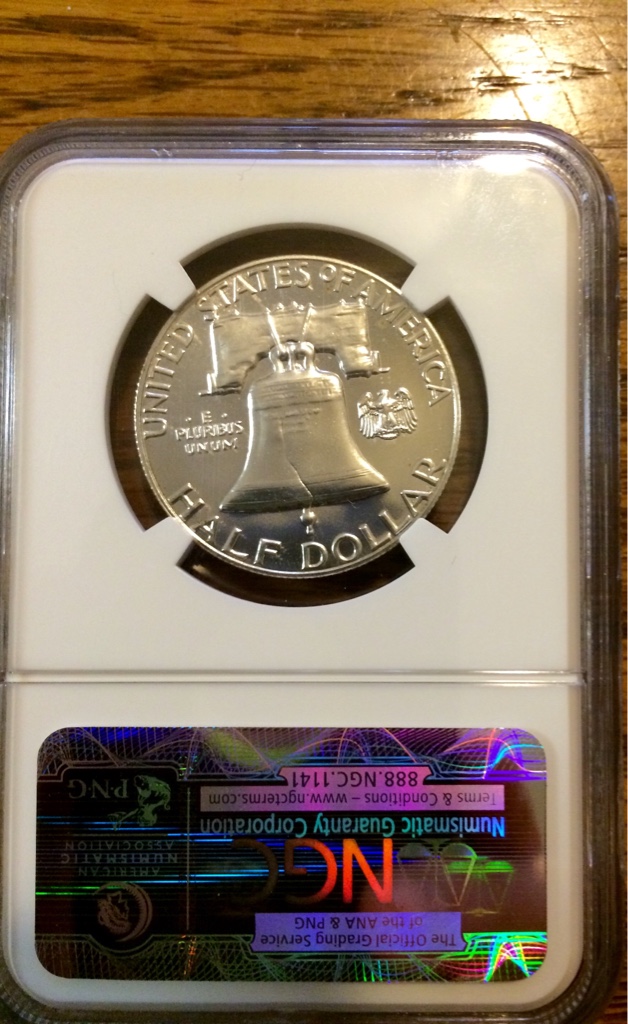 UNITED STATES OF AMERICA
E
PLURIBUS
UNUM
HALF DOLLAR
The Official Grading Service
of the ANA & PNG
NGC
Numismatic Guaranty Corporation
Terms & Conditions – www.ngcterms.com
888.NGC.1141
AMERICAN
NUMISMATIC
ASSOCIATION
P·N·G